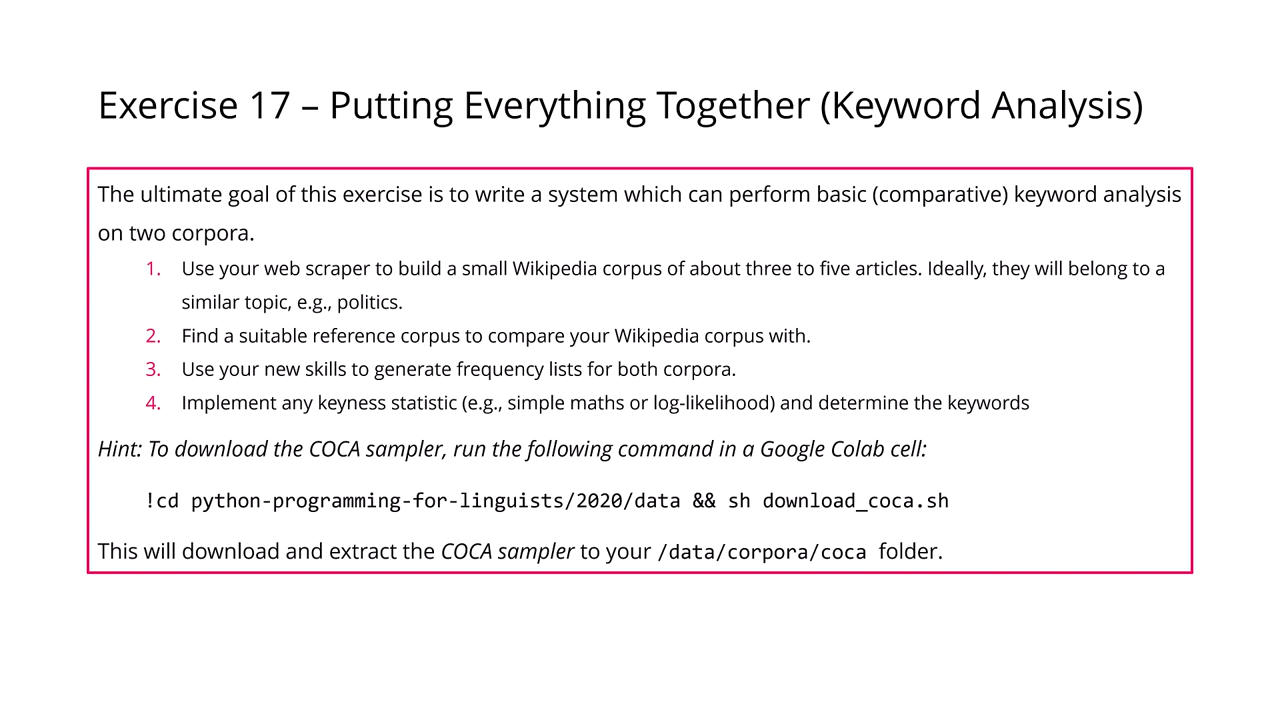 Exercise 17 – Putting Everything Together (Keyword Analysis)
The ultimate goal of this exercise is to write a system which can perform basic (comparative) keyword analysis
on two corpora.
1. Use your web scraper to build a small Wikipedia corpus of about three to five articles. Ideally, they will belong to a
similar topic, e.g., politics.
2. Find a suitable reference corpus to compare your Wikipedia corpus with.
3. Use your new skills to generate frequency lists for both corpora.
4. Implement any keyness statistic (e.g., simple maths or log-likelihood) and determine the keywords
Hint: To download the COCA sampler, run the following command in a Google Colab cell:
!cd python-programming-for-linguists/2020/data && sh download_coca.sh
This will download and extract the COCA sampler to your /data/corpora/coca folder.